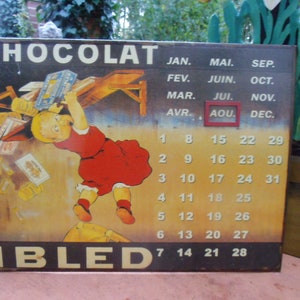 HOCOLAT
JAN. MAI. SEP.
FEV. JUIN. OCT.
MAR. JUI. NOV.
AVR. AOU. DEC.
1 8 15 22 29
2 9 16 23 30
3 10 17 24 31
4 11 18 25
5 12 19 26
6 13 20 27
7 14 21 28
MBLED